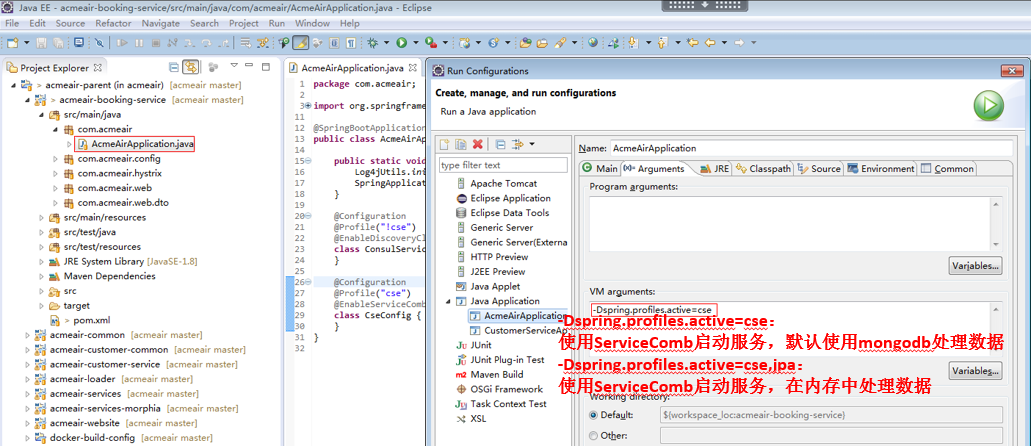 Java EE - acmeair-booking-service/src/main/java/com/acmeair/AcmeAirApplication.java - Eclipse
File Edit Source Refactor Navigate Search Project Run Window Help
Project Explorer
acmeair-parent (in acmeair) [acmeair master]
> acmeair-booking-service [acmeair master]
src/main/java
com.acmeair
AcmeAirApplication.java
com.acmeair.config
com.acmeair.hystrix
com.acmeair.web
com.acmeair.web.dto
src/main/resources
src/test/java
src/test/resources
JRE System Library [JavaSE-1.8]
Maven Dependencies
src
target
> pom.xml
acmeair-common [acmeair master]
acmeair-customer-common [acmeair master]
acmeair-customer-service [acmeair master]
acmeair-loader [acmeair master]
acmeair-services [acmeair master]
acmeair-services-morphia [acmeair master]
acmeair-website [acmeair master]
docker-build-config [acmeair master]
AcmeAirApplication.java
1 package com.acmeair;
2
3 import org.springframe
11
12 @SpringBootApplication
13 public class AcmeAirAp
14
15 public static void
16 Log4jUtils.ini
17 SpringApplicat
18 }
19
20 @Configuration
21 @Profile("!cse")
22 @EnableDiscoveryCl
23 class ConsulServic
24 }
25
26 @Configuration
27 @Profile("cse")
28 @EnableServiceComb
29 class CseConfig {
30 }
31 }
32
Run Configurations
Create, manage, and run configurations
Run a Java application
type filter text
Apache Tomcat
Eclipse Application
Eclipse Data Tools
Generic Server
Generic Server(Externa
HTTP Preview
J2EE Preview
Java Applet
Java Application
AcmeAirApplication
CustomerServiceAp
JUnit
JUnit Plug-in Test
Maven Build
OSGi Framework
Task Context Test
XSL
Name: AcmeAirApplication
Main (x)= Arguments JRE Classpath Source Environment Common
Program arguments:
Variables...
VM arguments:
-Dspring.profiles.active=cse
-Dspring.profiles.active=cse：
使用ServiceComb启动服务，默认使用mongodb处理数据
-Dspring.profiles.active=cse,jpa：
使用ServiceComb启动服务，在内存中处理数据
Variables...
Working directory:
Default: ${workspace_loc:acmeair-booking-service}
Other: